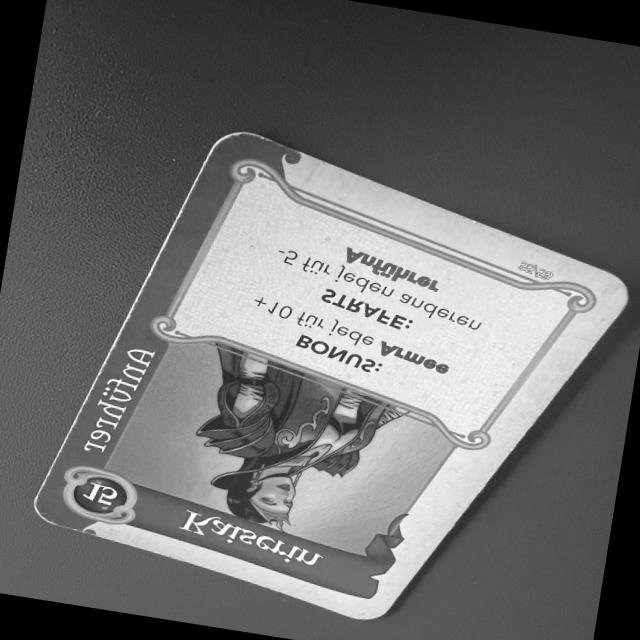 15
Kaiserin
Anführer
BONUS:
+10 für jede Armee
STRAFE:
-5 für jeden anderen
Anführer